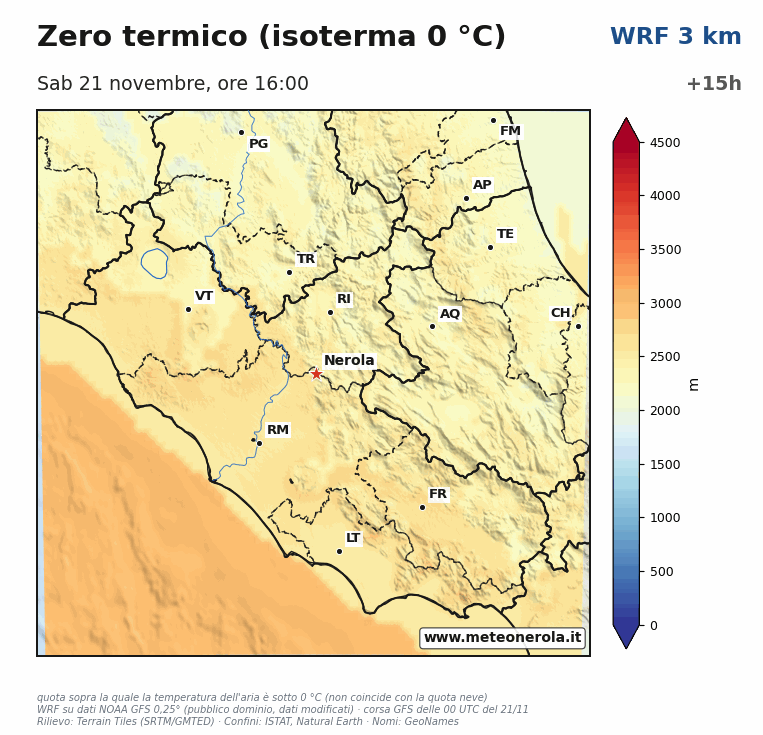 Zero termico (isoterma 0 °C)
WRF 3 km
Sab 21 novembre, ore 16:00
+15h
FM
PG
AP
TE
TR
RI
VT
AQ
CH
Nerola
RM
FR
LT
www.meteonerola.it
4500
4000
3500
3000
2500
2000
1500
1000
500
0
m
quota sopra la quale la temperatura dell'aria è sotto 0 °C (non coincide con la quota neve)
WRF su dati NOAA GFS 0,25° (pubblico dominio, dati modificati) · corsa GFS delle 00 UTC del 21/11
Rilievo: Terrain Tiles (SRTM/GMTED) · Confini: ISTAT, Natural Earth · Nomi: GeoNames